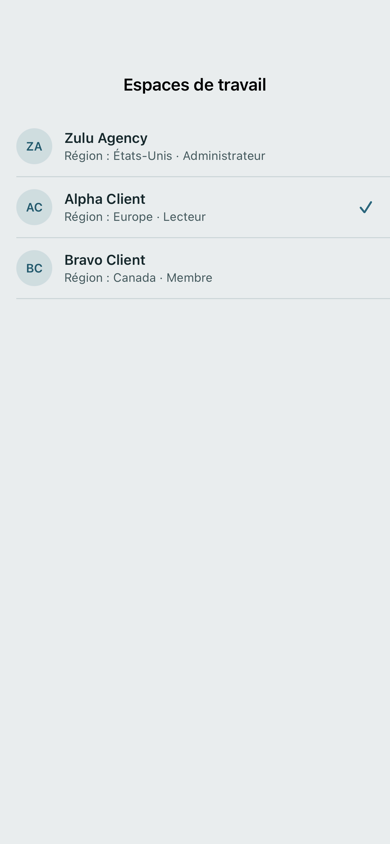 Espaces de travail
ZA
Zulu Agency
Région : États-Unis · Administrateur
AC
Alpha Client
Région : Europe · Lecteur
BC
Bravo Client
Région : Canada · Membre